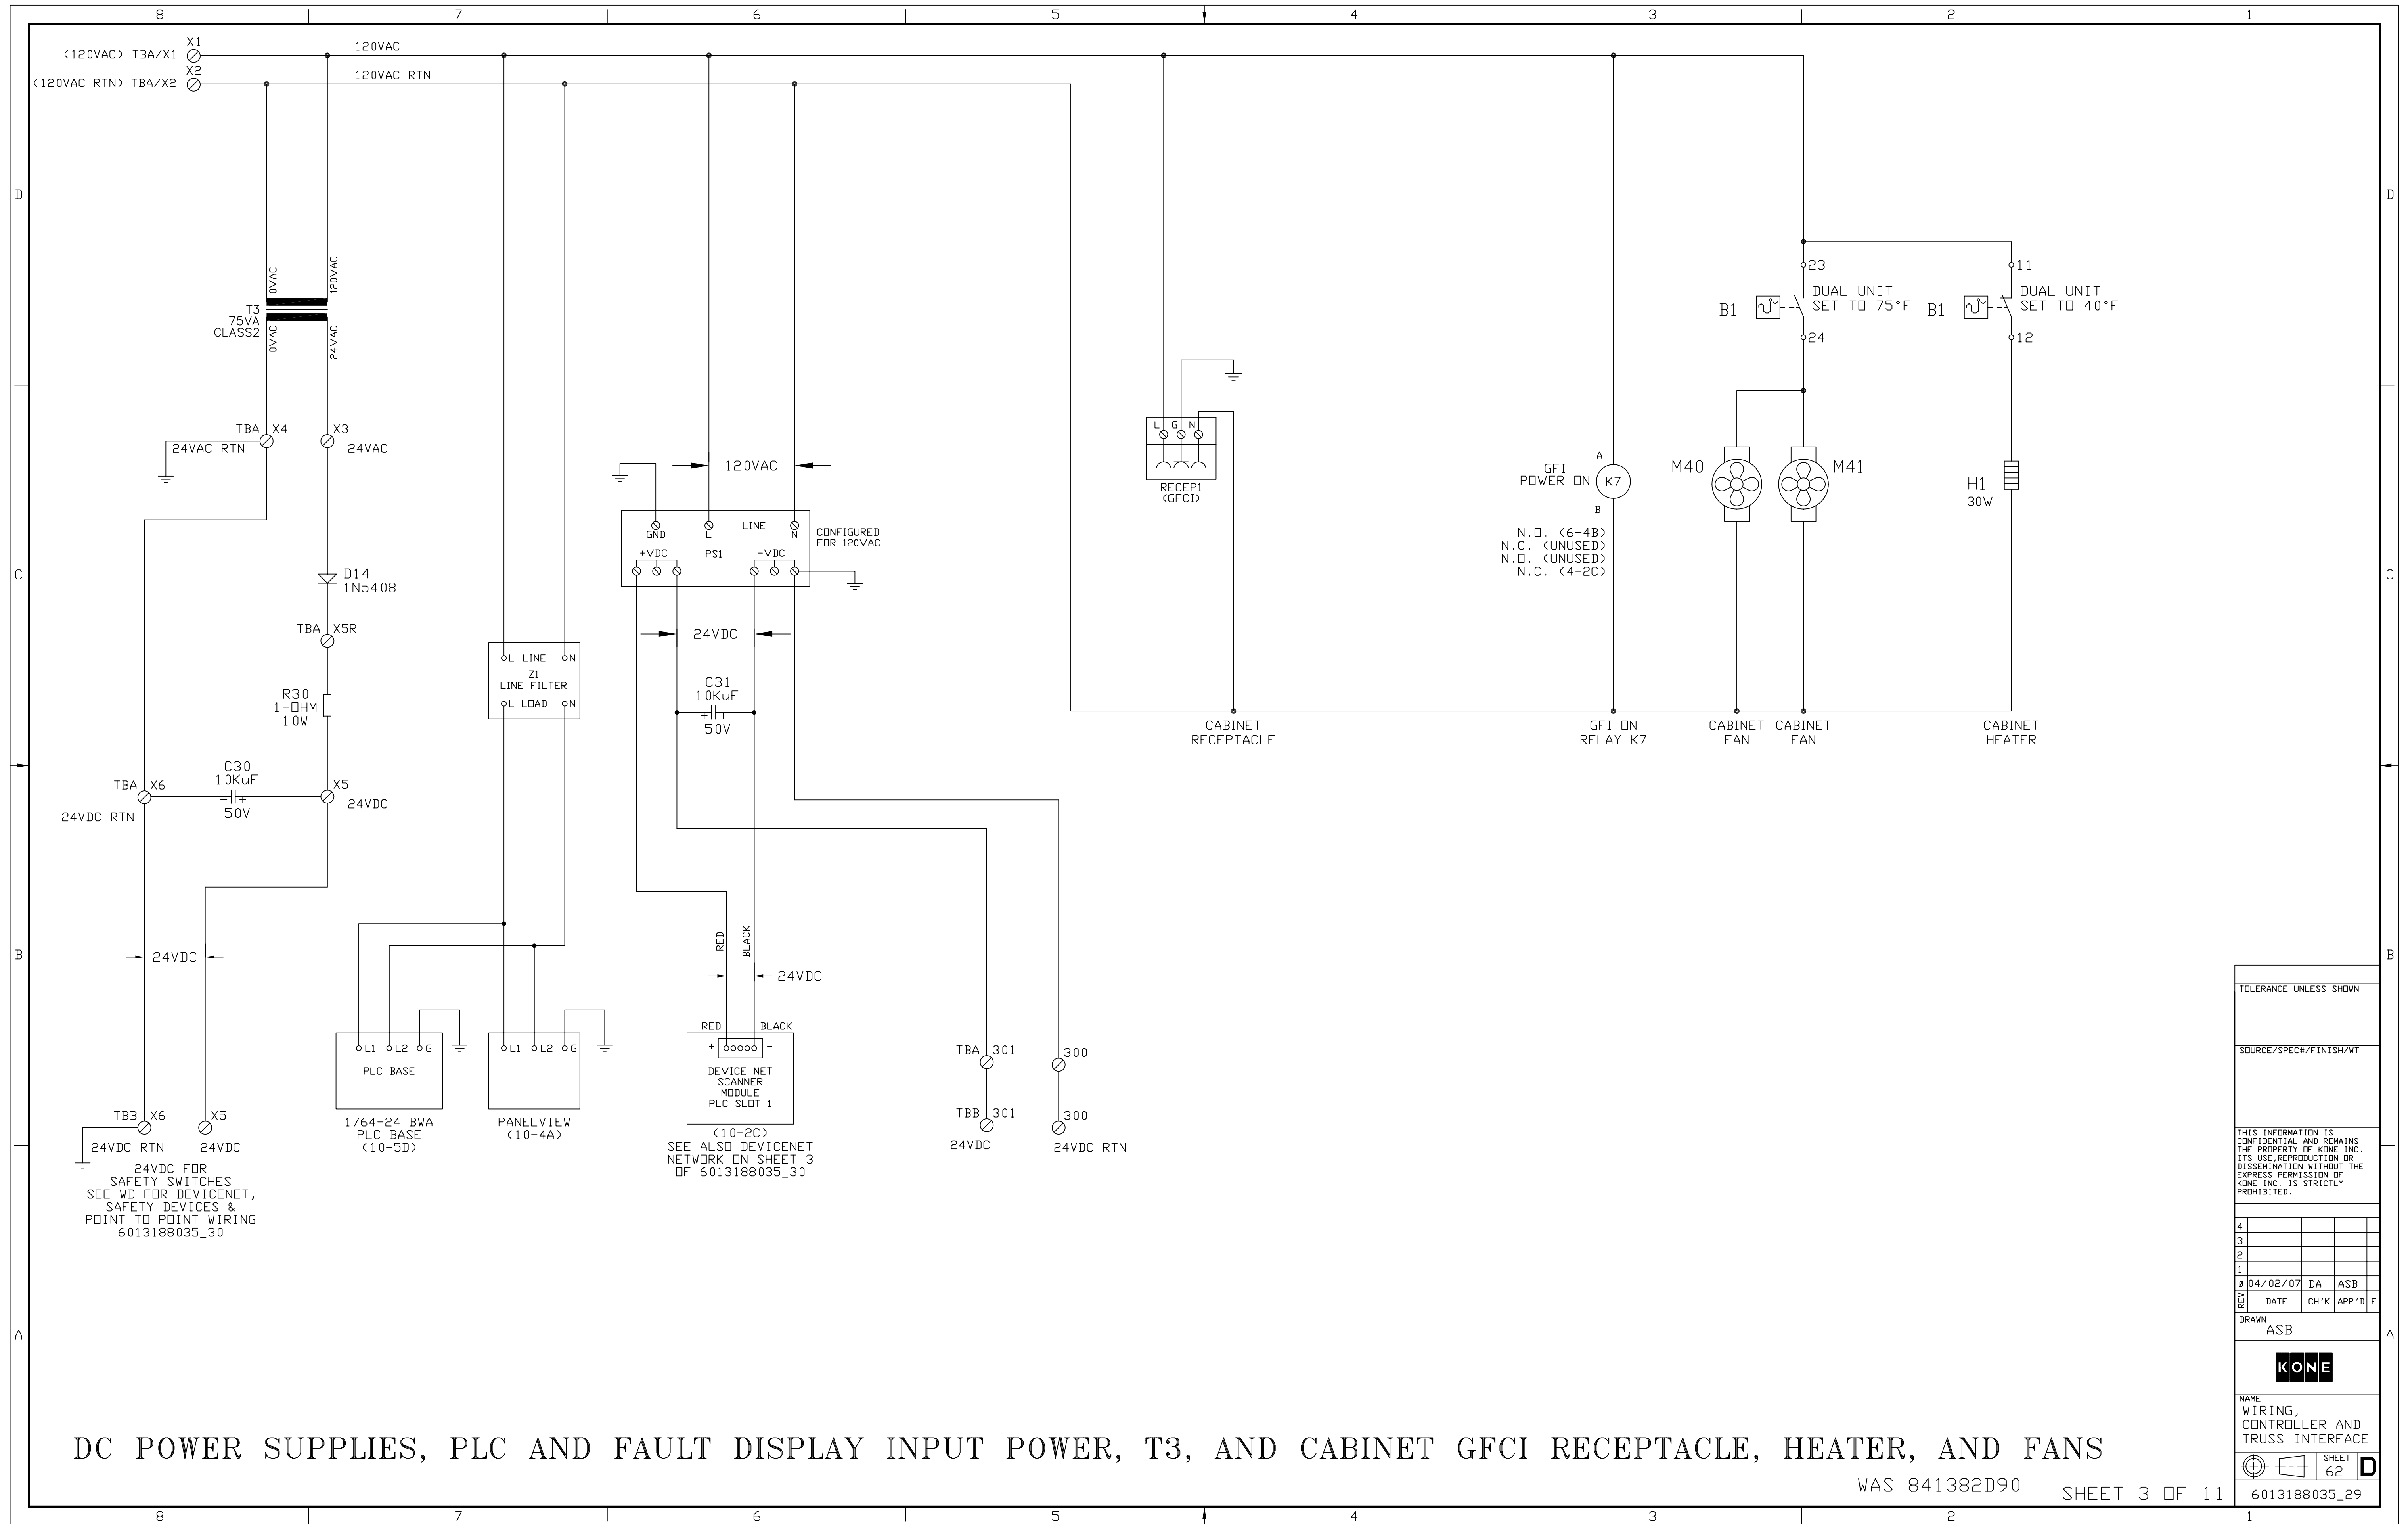 8 7 6 5 4 3 2 1
X1
(120VAC) TBA/X1
120VAC
X2
(120VAC RTN) TBA/X2
120VAC RTN
D
D
0VAC
120VAC
T3
75VA
CLASS2
0VAC
24VAC
TBA X4
24VAC RTN
X3
24VAC
D14
1N5408
TBA X5R
R30
1-OHM
10W
C30
10KuF
- +
50V
TBA X6
24VDC RTN
X5
24VDC
24VDC
TBB X6
24VDC RTN
X5
24VDC
24VDC FOR
SAFETY SWITCHES
SEE WD FOR DEVICENET,
SAFETY DEVICES &
POINT TO POINT WIRING
6013188035_30
L LINE N
Z1
LINE FILTER
L LOAD N
L1 L2 G
PLC BASE
1764-24 BWA
PLC BASE
(10-5D)
L1 L2 G
PANELVIEW
(10-4A)
120VAC
GND L LINE N
CONFIGURED
FOR 120VAC
+VDC PS1 -VDC
24VDC
C31
10KuF
+
50V
RED
BLACK
24VDC
RED BLACK
+ -
DEVICE NET
SCANNER
MODULE
PLC SLOT 1
(10-2C)
SEE ALSO DEVICENET
NETWORK ON SHEET 3
OF 6013188035_30
TBA 301
300
TBB 301
300
24VDC
24VDC RTN
L G N
RECEP1
(GFCI)
CABINET
RECEPTACLE
A
GFI
POWER ON
K7
B
N.O. (6-4B)
N.C. (UNUSED)
N.O. (UNUSED)
N.C. (4-2C)
GFI ON
RELAY K7
23
B1
DUAL UNIT
SET TO 75°F
24
11
B1
DUAL UNIT
SET TO 40°F
12
M40
M41
H1
30W
CABINET
FAN
CABINET
FAN
CABINET
HEATER
C
C
B
B
A
A
TOLERANCE UNLESS SHOWN
SOURCE/SPEC#/FINISH/WT
THIS INFORMATION IS
CONFIDENTIAL AND REMAINS
THE PROPERTY OF KONE INC.
ITS USE,REPRODUCTION OR
DISSEMINATION WITHOUT THE
EXPRESS PERMISSION OF
KONE INC. IS STRICTLY
PROHIBITED.
4
3
2
1
0 04/02/07 DA ASB
REV DATE CH'K APP'D F
DRAWN
ASB
KONE
NAME
WIRING,
CONTROLLER AND
TRUSS INTERFACE
SHEET
62
D
6013188035_29
DC POWER SUPPLIES, PLC AND FAULT DISPLAY INPUT POWER, T3, AND CABINET GFCI RECEPTACLE, HEATER, AND FANS
WAS 841382D90
SHEET 3 OF 11
8 7 6 5 4 3 2 1